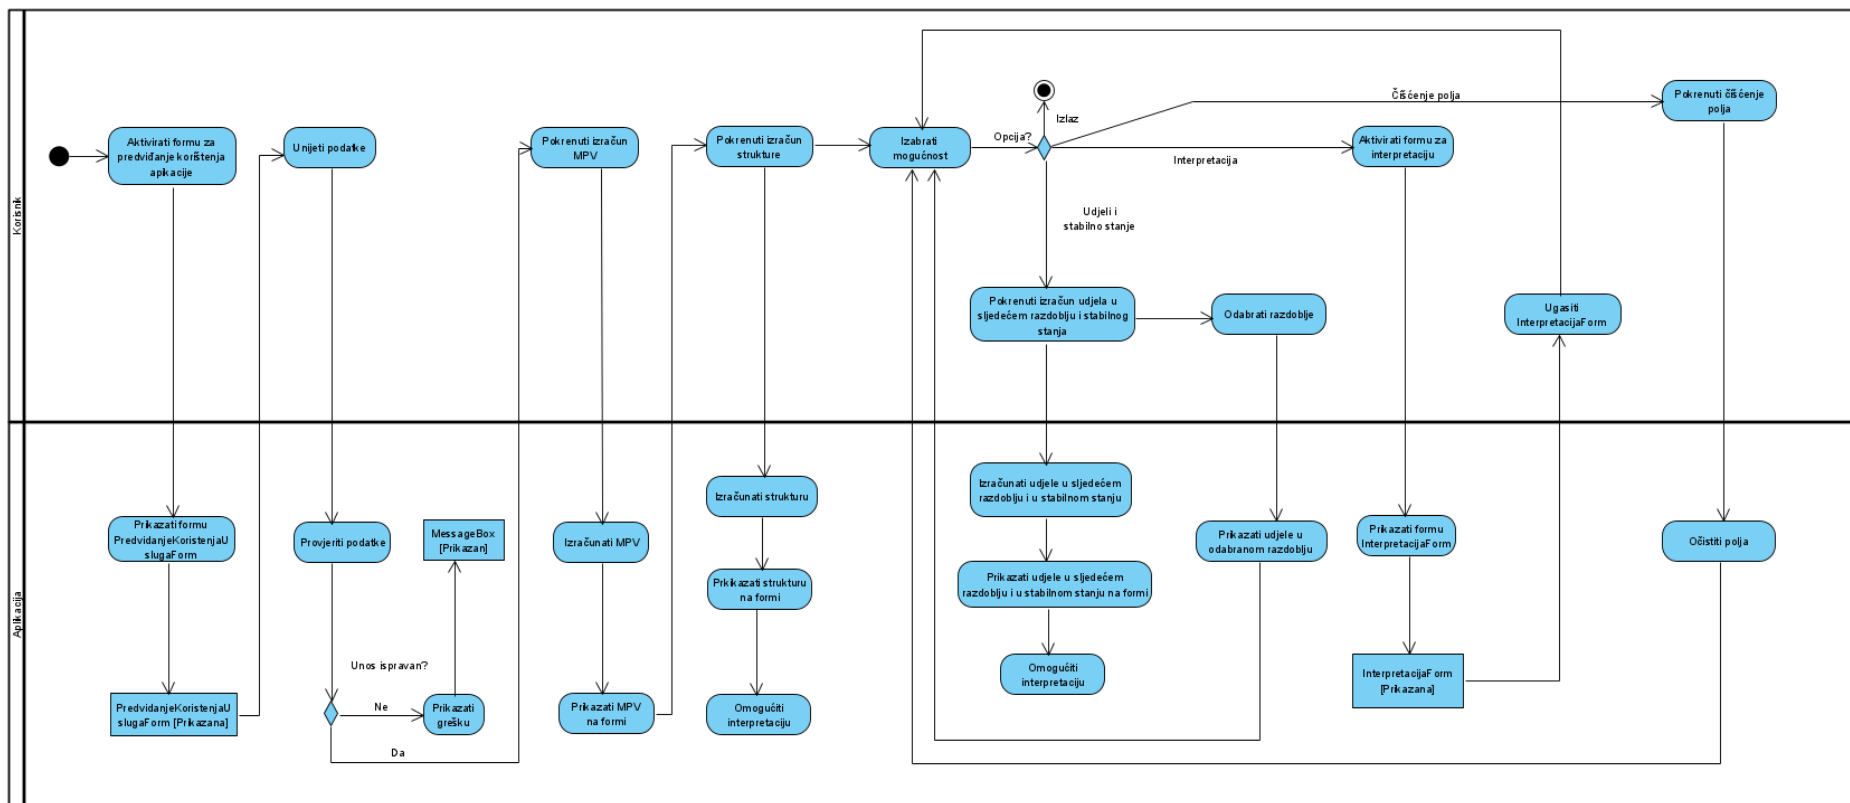 Korisnik
Aktivirati formu za
predviđanje korištenja
apikacije
Unijeti podatke
Pokrenuti izračun
MPV
Pokrenuti izračun
strukture
Izabrati
mogućnost
Opcija?
Izlaz
Čišćenje polja
Pokrenuti čišćenje
polja
Interpretacija
Aktivirati formu za
interpretaciju
Udjeli i
stabilno stanje
Pokrenuti izračun udjela u
sljedećem razdoblju i stabilnog
stanja
Odabrati razdoblje
Ugasiti
InterpretacijaForm
Aplikacija
Prikazati formu
PredvidanjeKoristenjaU
slugaForm
PredvidanjeKoristenjaU
slugaForm [Prikazana]
Provjeriti podatke
Unos ispravan?
Ne
Da
MessageBox
[Prikazan]
Prikazati
grešku
Izračunati MPV
Prikazati MPV
na formi
Izračunati strukturu
Prkikazati strukturu
na formi
Omogućiti
interpretaciju
Izračunati udjele u sljedećem
razdoblju i u stabilnom stanju
Prikazati udjele u sljedećem
razdoblju i u stabilnom stanju na formi
Omogućiti
interpretaciju
Prikazati udjele u
odabranom razdoblju
Prikazati formu
InterpretacijaForm
InterpretacijaForm
[Prikazana]
Očistiti polja